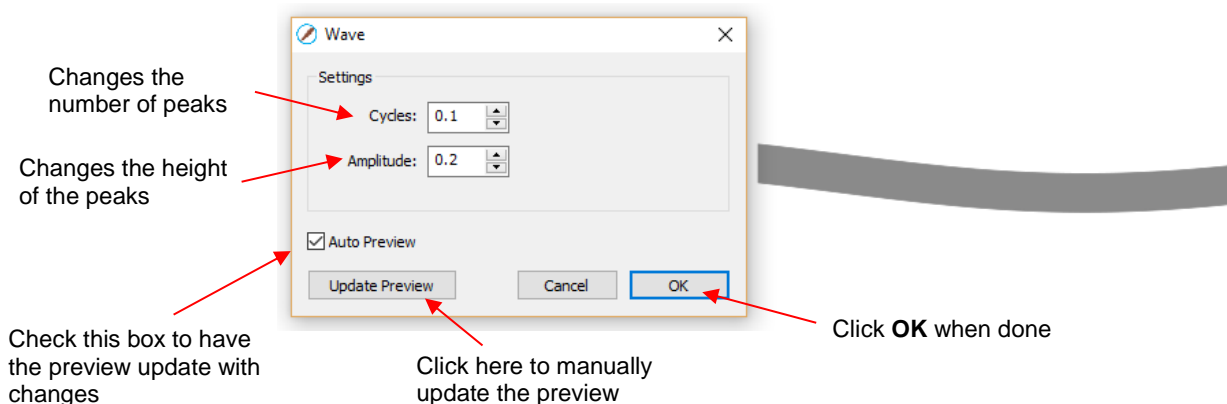 Wave
Changes the
number of peaks
Settings
Cycles: 0.1
Changes the height
of the peaks
Amplitude: 0.2
Auto Preview
Update Preview Cancel OK
Check this box to have
the preview update with
changes
Click here to manually
update the preview
Click OK when done